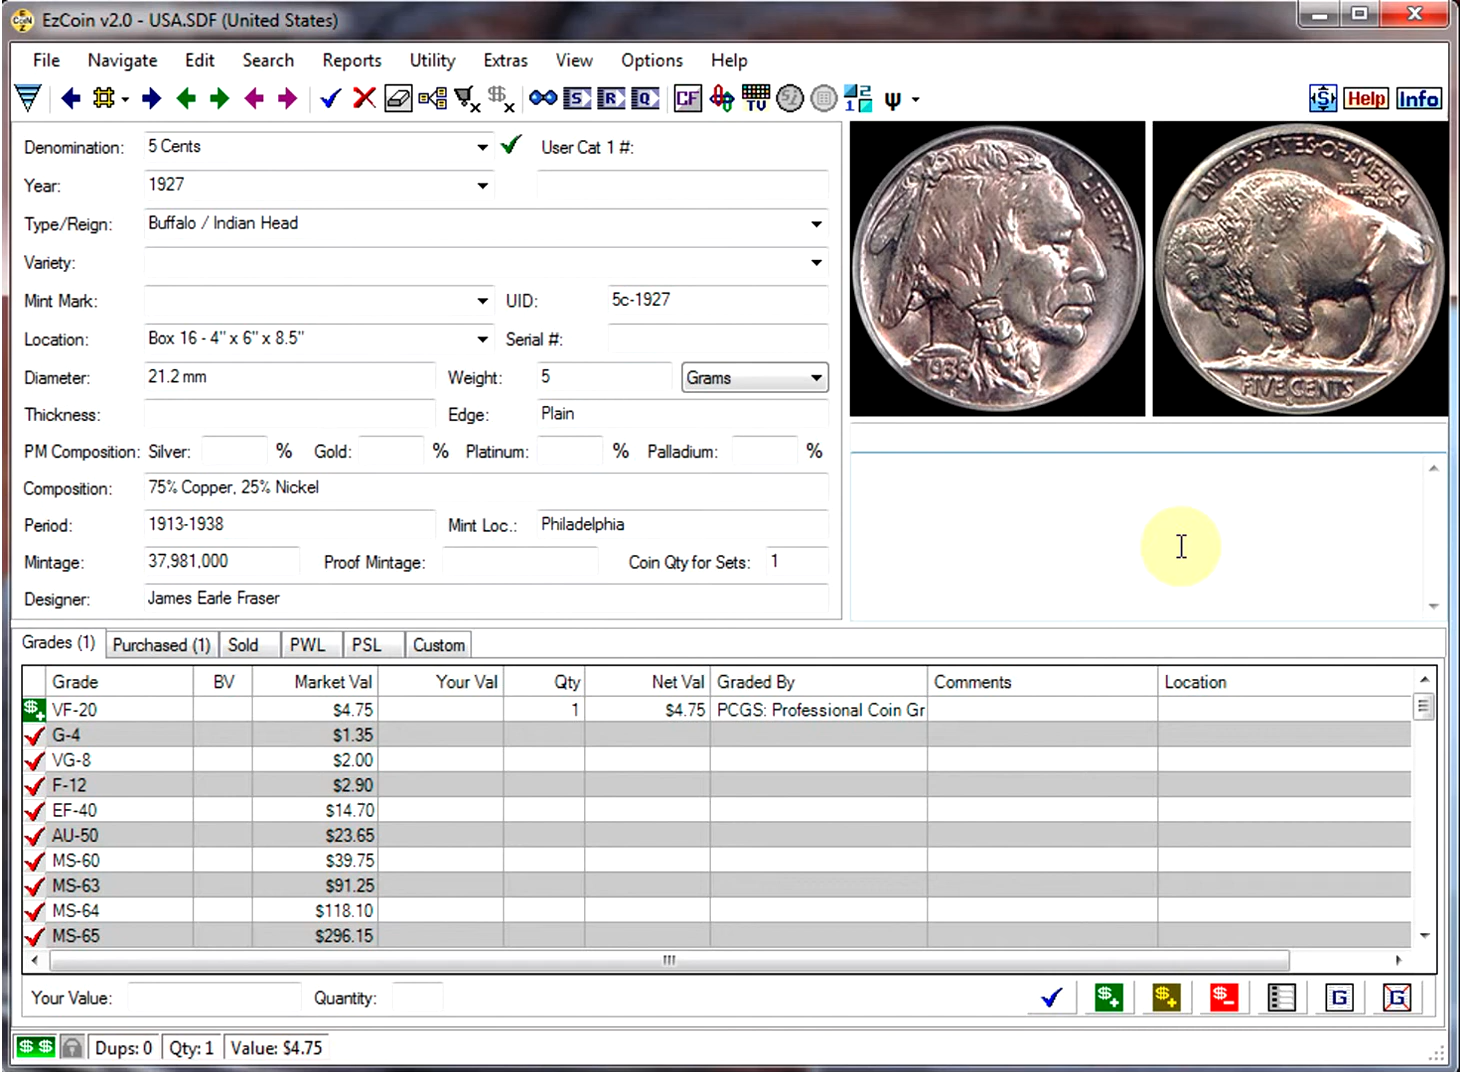 EzCoin v2.0 - USA.SDF (United States)
File Navigate Edit Search Reports Utility Extras View Options Help
S R Q CF TV Help Info
Denomination: 5 Cents User Cat 1 #:
Year: 1927
Type/Reign: Buffalo / Indian Head
Variety:
Mint Mark: UID: 5c-1927
Location: Box 16 - 4" x 6" x 8.5" Serial #:
Diameter: 21.2 mm Weight: 5 Grams
Thickness: Edge: Plain
PM Composition: Silver: % Gold: % Platinum: % Palladium: %
Composition: 75% Copper, 25% Nickel
Period: 1913-1938 Mint Loc.: Philadelphia
Mintage: 37,981,000 Proof Mintage: Coin Qty for Sets: 1
Designer: James Earle Fraser
LIBERTY
1936
UNITED·STATES·OF·AMERICA
E PLURIBUS UNUM
FIVE CENTS
Grades (1) Purchased (1) Sold PWL PSL Custom
Grade BV Market Val Your Val Qty Net Val Graded By Comments Location
VF-20 $4.75 1 $4.75 PCGS: Professional Coin Gr
G-4 $1.35
VG-8 $2.00
F-12 $2.90
EF-40 $14.70
AU-50 $23.65
MS-60 $39.75
MS-63 $91.25
MS-64 $118.10
MS-65 $296.15
Your Value: Quantity: $+ $+ $- G G
$ $ Dups: 0 Qty: 1 Value: $4.75